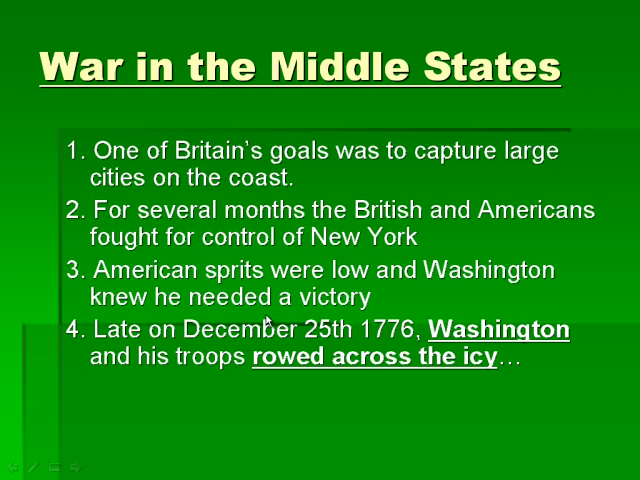 War in the Middle States
1. One of Britain's goals was to capture large
cities on the coast.
2. For several months the British and Americans
fought for control of New York
3. American sprits were low and Washington
knew he needed a victory
4. Late on December 25th 1776, Washington
and his troops rowed across the icy…